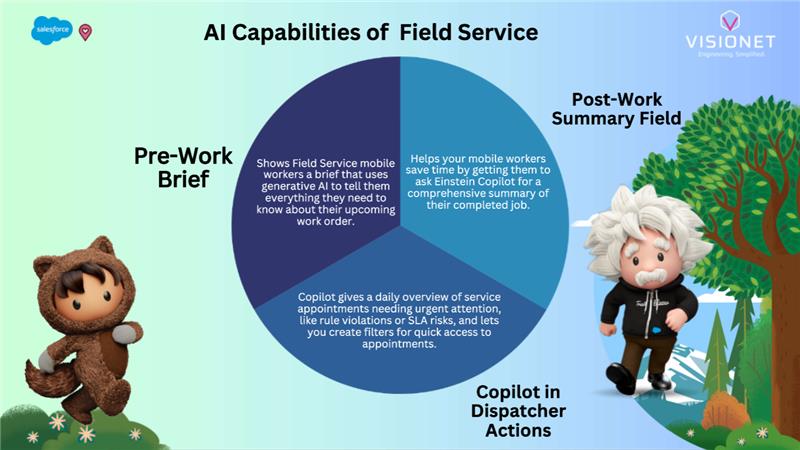 salesforce
AI Capabilities of Field Service
VISIONET
Engineering Simplified.
Pre-Work
Brief
Shows Field Service mobile
workers a brief that uses
generative AI to tell them
everything they need to
know about their upcoming
work order.
Post-Work
Summary Field
Helps your mobile workers
save time by getting them to
ask Einstein Copilot for a
comprehensive summary of
their completed job.
Copilot gives a daily overview of service
appointments needing urgent attention,
like rule violations or SLA risks, and lets
you create filters for quick access to
appointments.
Copilot in
Dispatcher
Actions